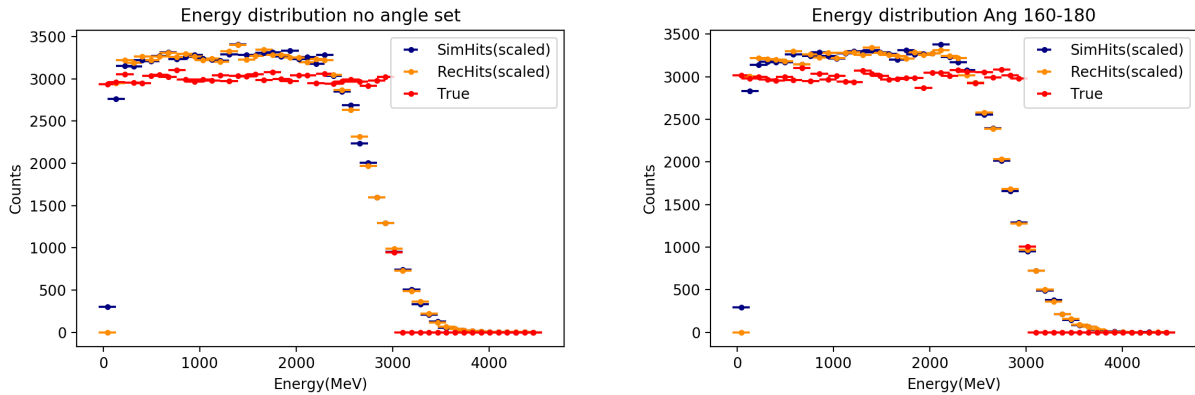 Energy distribution no angle set
3500
3000
2500
2000
1500
1000
500
0
Counts
SimHits(scaled)
RecHits(scaled)
True
0 1000 2000 3000 4000
Energy(MeV)
Energy distribution Ang 160-180
3500
3000
2500
2000
1500
1000
500
0
Counts
SimHits(scaled)
RecHits(scaled)
True
0 1000 2000 3000 4000
Energy(MeV)